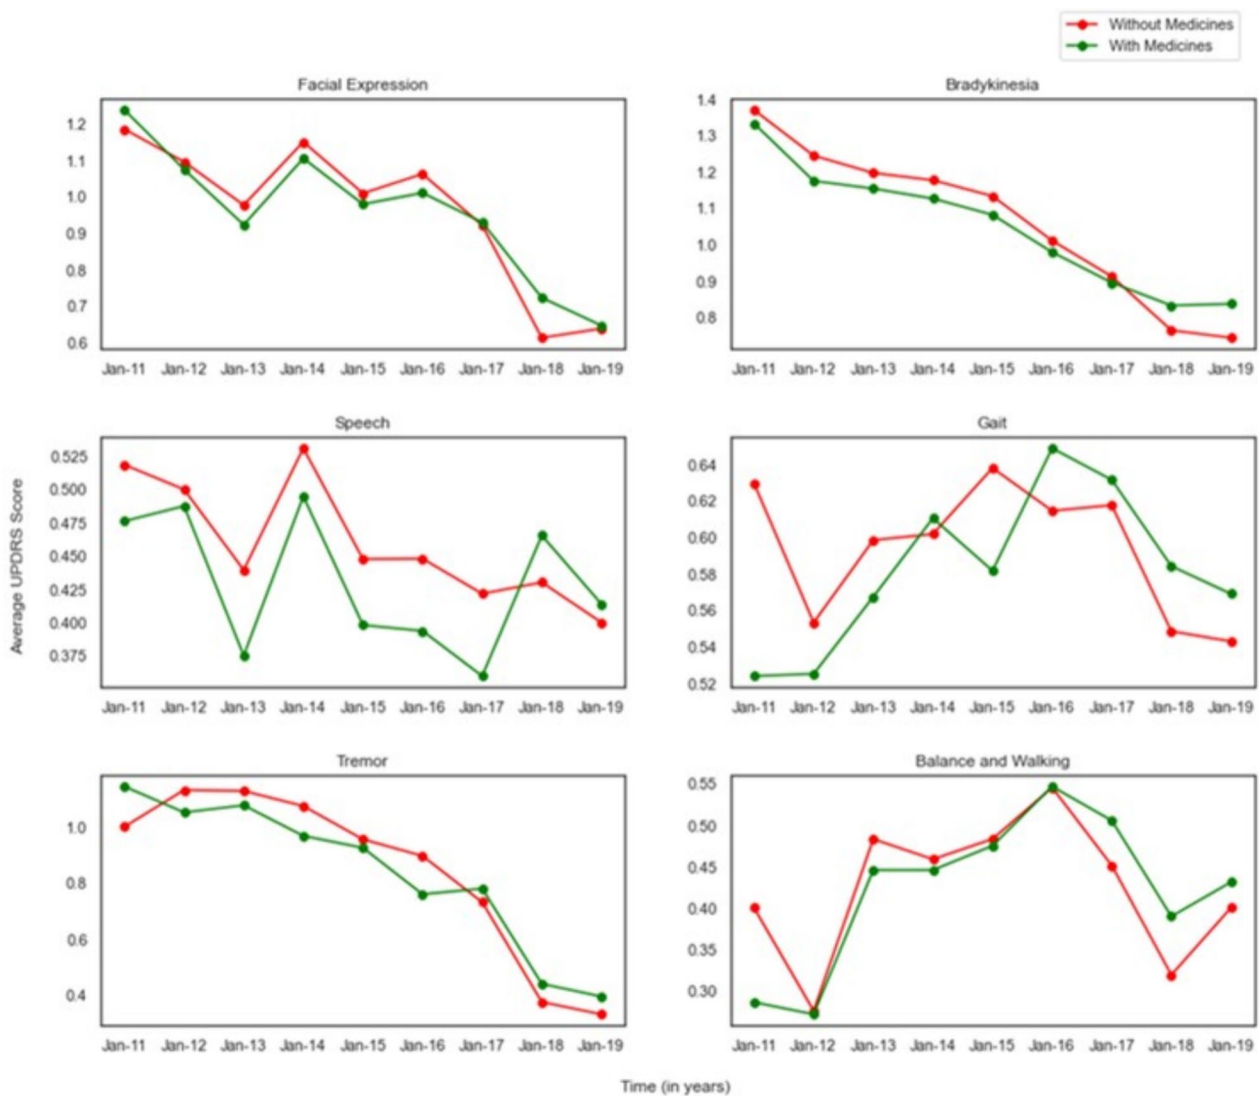 Without Medicines
With Medicines
Facial Expression
1.2
1.1
1.0
0.9
0.8
0.7
0.6
Jan-11 Jan-12 Jan-13 Jan-14 Jan-15 Jan-16 Jan-17 Jan-18 Jan-19
Bradykinesia
1.4
1.3
1.2
1.1
1.0
0.9
0.8
Jan-11 Jan-12 Jan-13 Jan-14 Jan-15 Jan-16 Jan-17 Jan-18 Jan-19
Average UPDRS Score
Speech
0.525
0.500
0.475
0.450
0.425
0.400
0.375
Jan-11 Jan-12 Jan-13 Jan-14 Jan-15 Jan-16 Jan-17 Jan-18 Jan-19
Gait
0.64
0.62
0.60
0.58
0.56
0.54
0.52
Jan-11 Jan-12 Jan-13 Jan-14 Jan-15 Jan-16 Jan-17 Jan-18 Jan-19
Tremor
1.0
0.8
0.6
0.4
Jan-11 Jan-12 Jan-13 Jan-14 Jan-15 Jan-16 Jan-17 Jan-18 Jan-19
Balance and Walking
0.55
0.50
0.45
0.40
0.35
0.30
Jan-11 Jan-12 Jan-13 Jan-14 Jan-15 Jan-16 Jan-17 Jan-18 Jan-19
Time (in years)